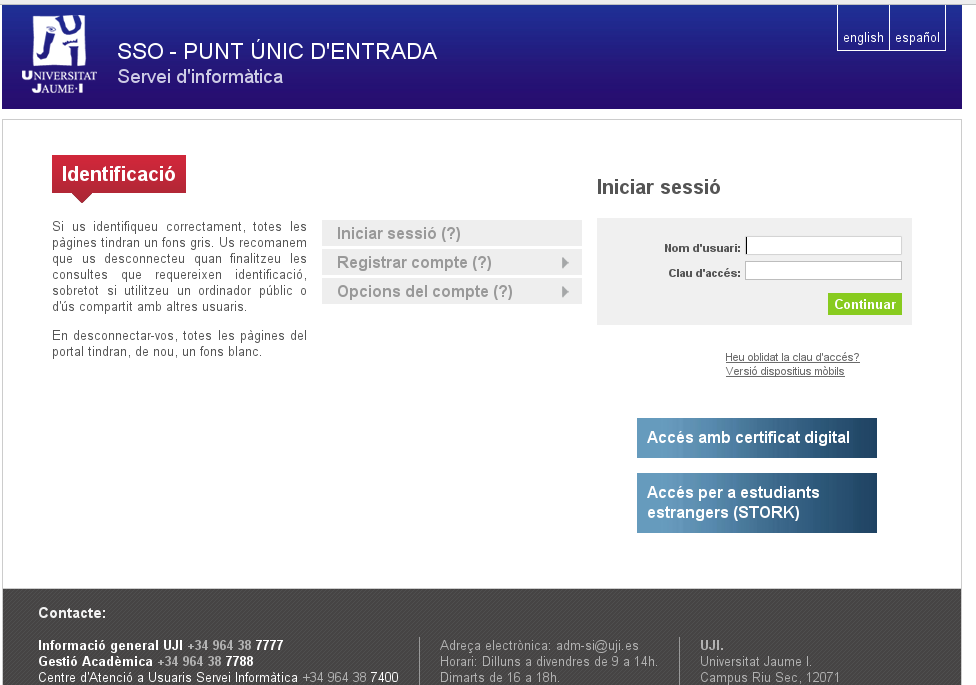 english español
UNIVERSITAT
JAUME·I
SSO - PUNT ÚNIC D'ENTRADA
Servei d'informàtica
Identificació
Si us identifiqueu correctament, totes les
pàgines tindran un fons gris. Us recomanem
que us desconnecteu quan finalitzeu les
consultes que requereixen identificació,
sobretot si utilitzeu un ordinador públic o
d'ús compartit amb altres usuaris.
En desconnectar-vos, totes les pàgines del
portal tindran, de nou, un fons blanc.
Iniciar sessió (?)
Registrar compte (?)
Opcions del compte (?)
Iniciar sessió
Nom d'usuari:
Clau d'accés:
Continuar
Heu oblidat la clau d'accés?
Versió dispositius mòbils
Accés amb certificat digital
Accés per a estudiants
estrangers (STORK)
Contacte:
Informació general UJI +34 964 38 7777
Gestió Acadèmica +34 964 38 7788
Centre d'Atenció a Usuaris Servei Informàtica +34 964 38 7400
Adreça electrònica: adm-si@uji.es
Horari: Dilluns a divendres de 9 a 14h.
Dimarts de 16 a 18h.
UJI.
Universitat Jaume I.
Campus Riu Sec, 12071